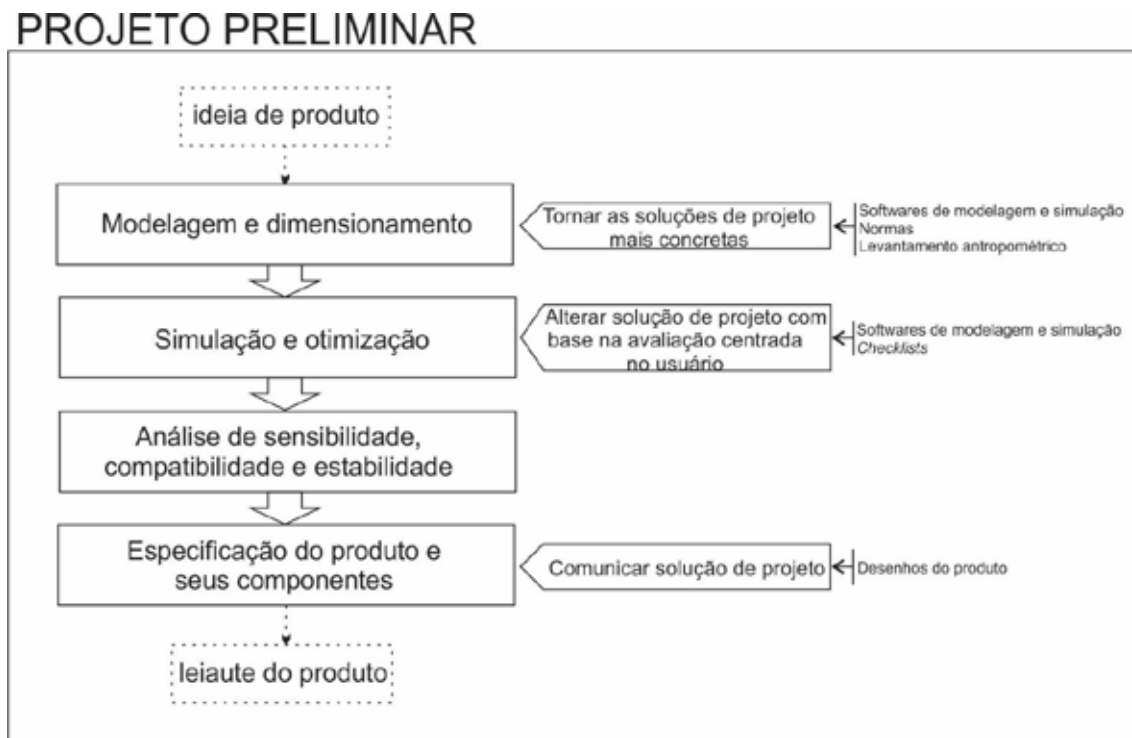 PROJETO PRELIMINAR
ideia de produto
Modelagem e dimensionamento
Tornar as soluções de projeto
mais concretas
Softwares de modelagem e simulação
Normas
Levantamento antropométrico
Simulação e otimização
Alterar solução de projeto com
base na avaliação centrada
no usuário
Softwares de modelagem e simulação
Checklists
Análise de sensibilidade,
compatibilidade e estabilidade
Especificação do produto e
seus componentes
Comunicar solução de projeto
Desenhos do produto
leiaute do produto